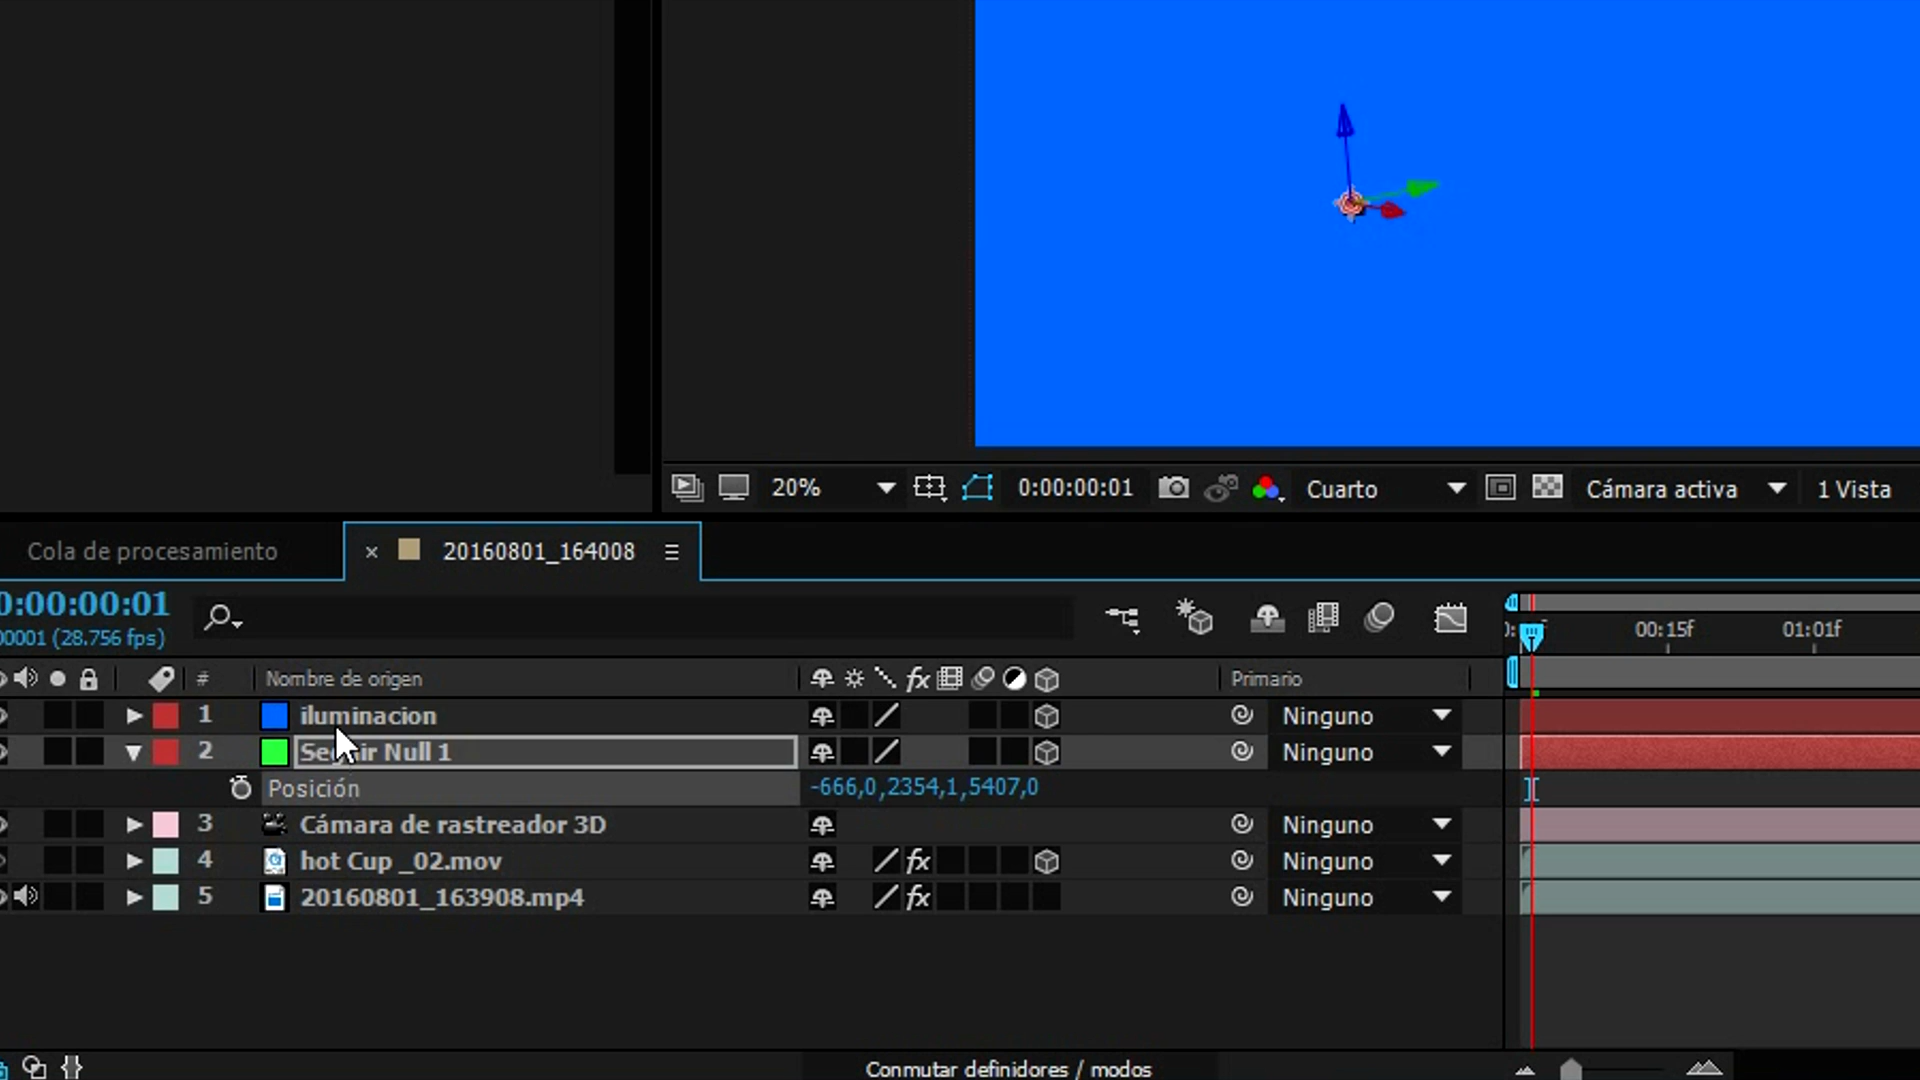 20%
0:00:00:01
Cuarto
Cámara activa
1 Vista
Cola de procesamiento
× 20160801_164008
0:00:00:01
00001 (28.756 fps)
00:15f
01:01f
#
Nombre de origen
fx
Primario
1
iluminacion
Ninguno
2
Seguir Null 1
Ninguno
Posición
-666,0,2354,1,5407,0
3
Cámara de rastreador 3D
Ninguno
4
hot Cup _02.mov
fx
Ninguno
5
20160801_163908.mp4
fx
Ninguno
Conmutar definidores / modos